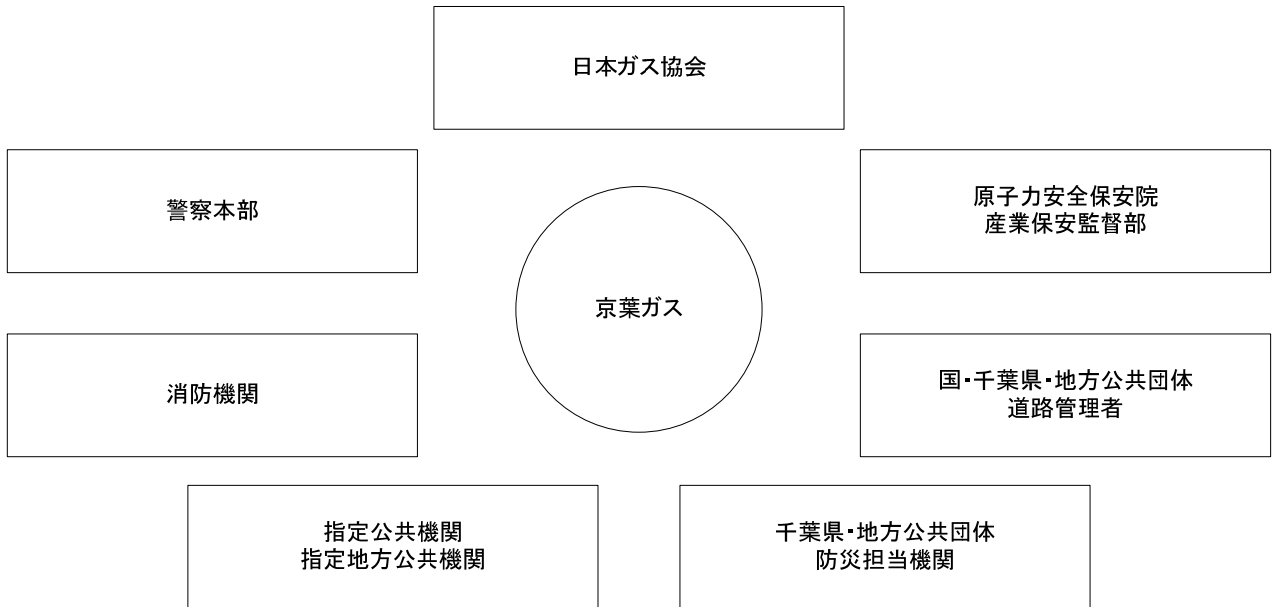 日本ガス協会
警察本部
原子力安全保安院
産業保安監督部
京葉ガス
消防機関
国・千葉県・地方公共団体
道路管理者
指定公共機関
指定地方公共機関
千葉県・地方公共団体
防災担当機関